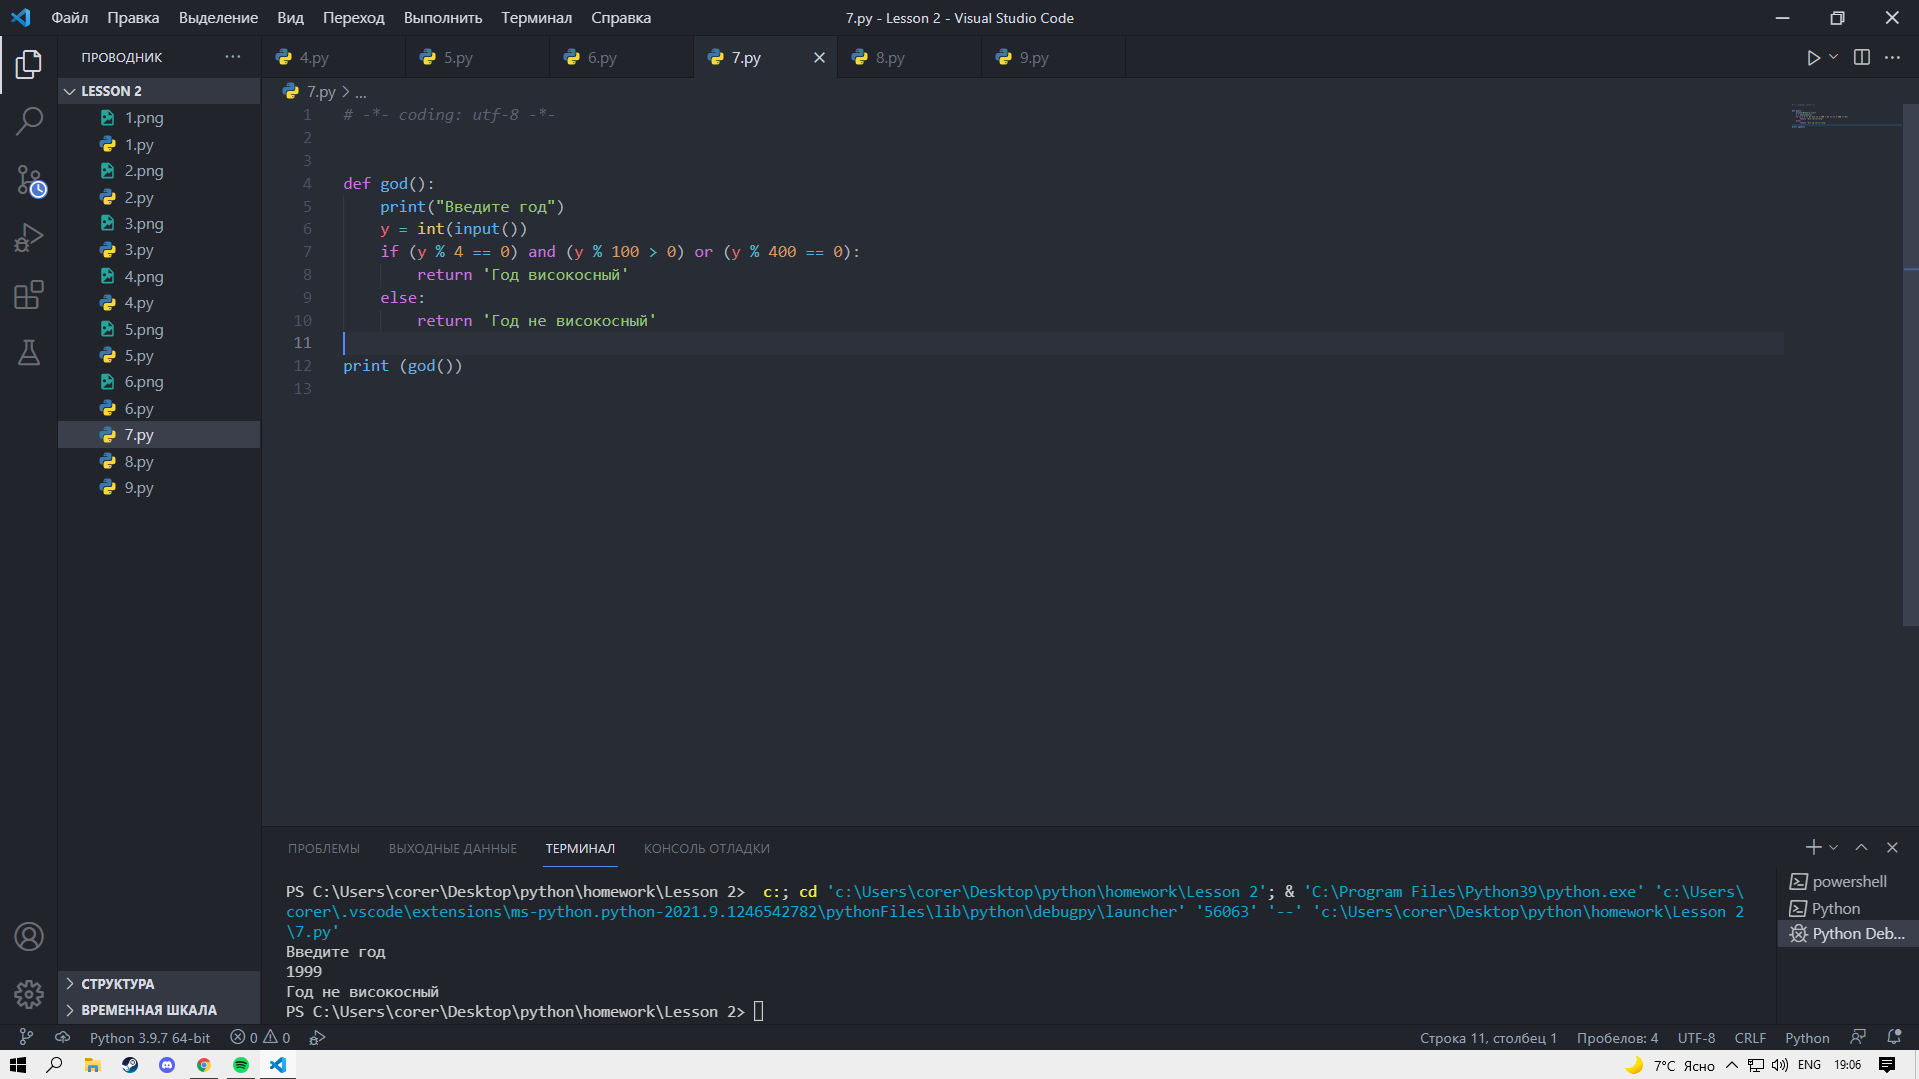 Файл Правка Выделение Вид Переход Выполнить Терминал Справка 7.py - Lesson 2 - Visual Studio Code
ПРОВОДНИК
4.py 5.py 6.py 7.py 8.py 9.py
LESSON 2
1.png
1.py
2.png
2.py
3.png
3.py
4.png
4.py
5.png
5.py
6.png
6.py
7.py
8.py
9.py
СТРУКТУРА
ВРЕМЕННАЯ ШКАЛА
7.py > ...
1 # -*- coding: utf-8 -*-
2
3
4 def god():
5     print("Введите год")
6     y = int(input())
7     if (y % 4 == 0) and (y % 100 > 0) or (y % 400 == 0):
8         return 'Год високосный'
9     else:
10         return 'Год не високосный'
11
12 print (god())
13
ПРОБЛЕМЫ ВЫХОДНЫЕ ДАННЫЕ ТЕРМИНАЛ КОНСОЛЬ ОТЛАДКИ
PS C:\Users\corer\Desktop\python\homework\Lesson 2>  c:; cd 'c:\Users\corer\Desktop\python\homework\Lesson 2'; & 'C:\Program Files\Python39\python.exe' 'c:\Users\
corer\.vscode\extensions\ms-python.python-2021.9.1246542782\pythonFiles\lib\python\debugpy\launcher' '56063' '--' 'c:\Users\corer\Desktop\python\homework\Lesson 2
\7.py'
Введите год
1999
Год не високосный
PS C:\Users\corer\Desktop\python\homework\Lesson 2>
powershell
Python
Python Deb...
Python 3.9.7 64-bit 0 0 Строка 11, столбец 1 Пробелов: 4 UTF-8 CRLF Python
7°C Ясно ENG 19:06